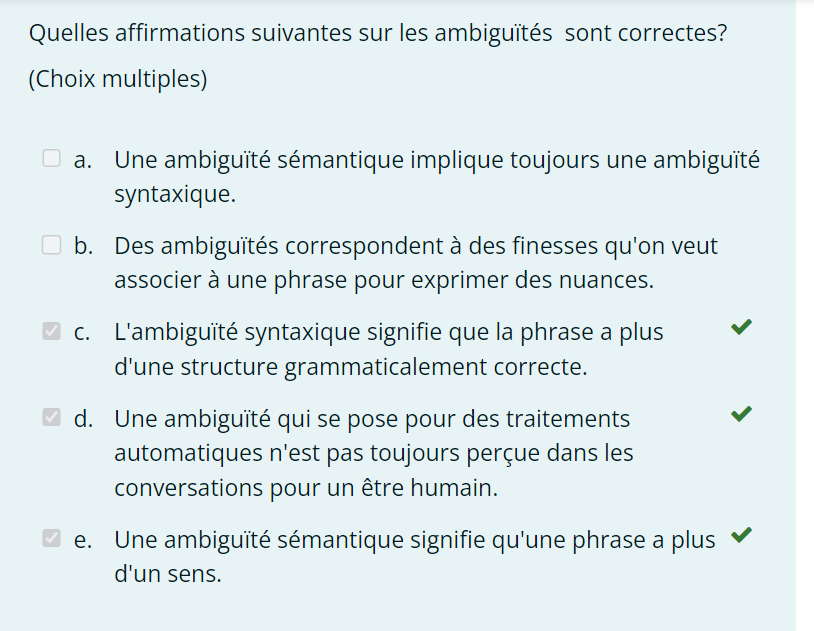 Quelles affirmations suivantes sur les ambiguïtés sont correctes?
(Choix multiples)
a. Une ambiguïté sémantique implique toujours une ambiguïté
syntaxique.
b. Des ambiguïtés correspondent à des finesses qu'on veut
associer à une phrase pour exprimer des nuances.
c. L'ambiguïté syntaxique signifie que la phrase a plus
d'une structure grammaticalement correcte.
d. Une ambiguïté qui se pose pour des traitements
automatiques n'est pas toujours perçue dans les
conversations pour un être humain.
e. Une ambiguïté sémantique signifie qu'une phrase a plus
d'un sens.